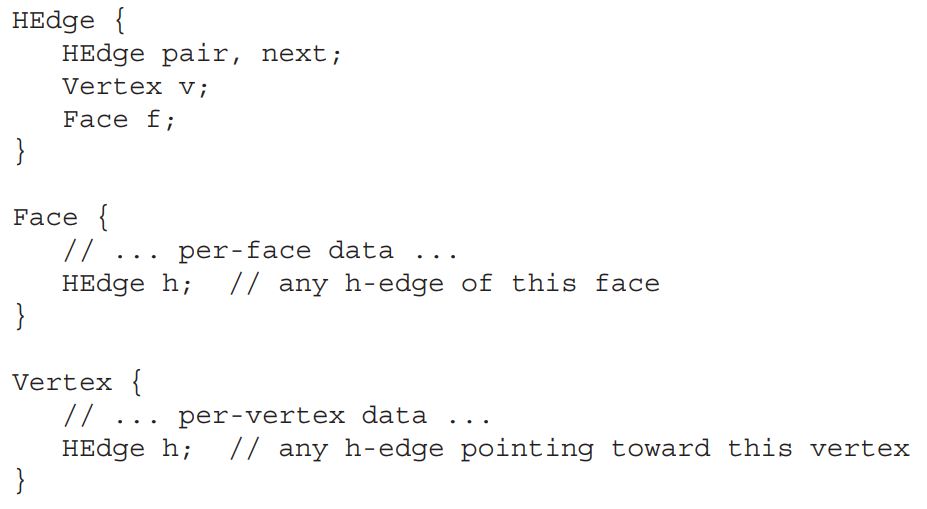 HEdge {
   HEdge pair, next;
   Vertex v;
   Face f;
}

Face {
   // ... per-face data ...
   HEdge h;  // any h-edge of this face
}

Vertex {
   // ... per-vertex data ...
   HEdge h;  // any h-edge pointing toward this vertex
}